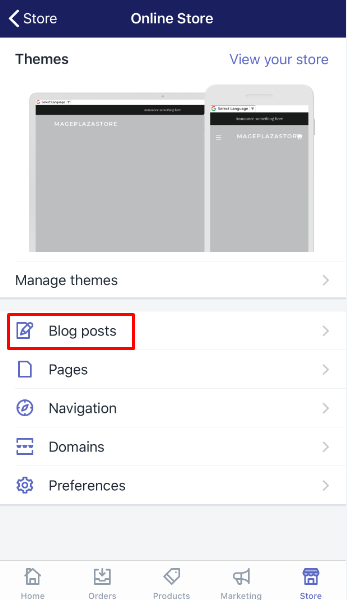 Store
Online Store
Themes
View your store
Select Language
Announce something here
MAGEPLAZASTORE
Select Language
Announce something here
MAGEPLAZASTORE
Manage themes
Blog posts
Pages
Navigation
Domains
Preferences
Home
Orders
Products
Marketing
Store